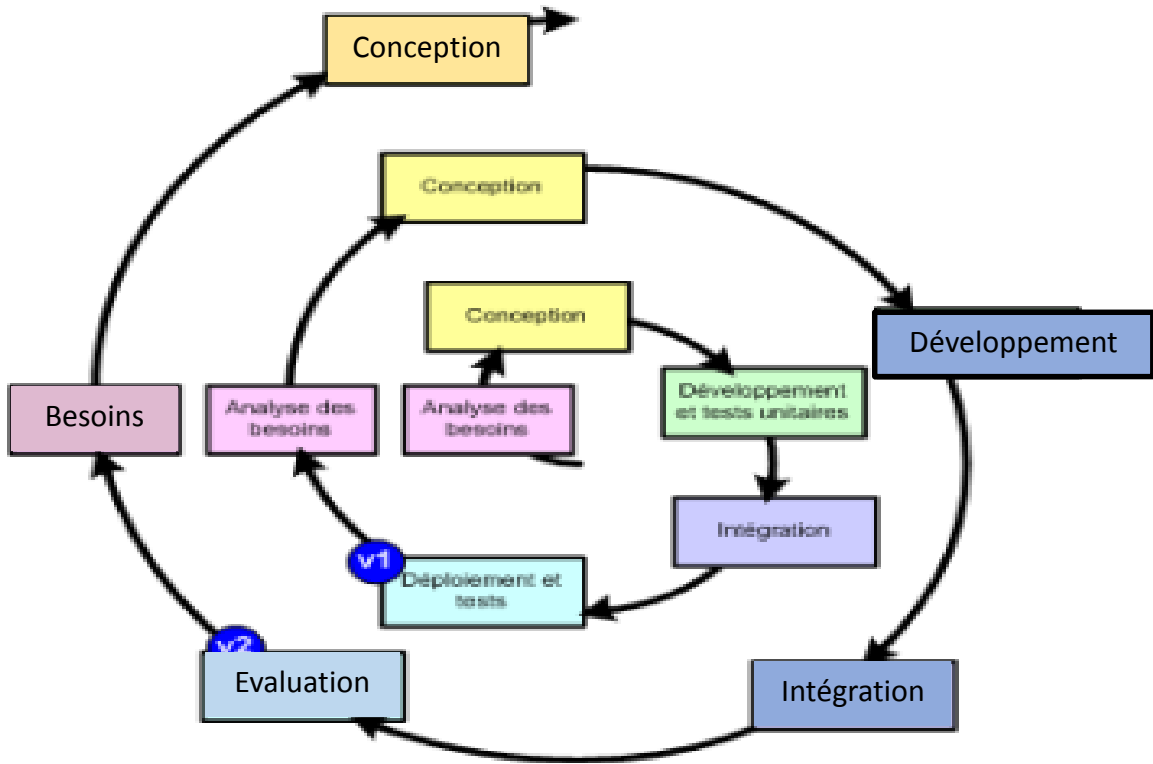 Conception
Conception
Conception
Développement
Besoins
Analyse des
besoins
Analyse des
besoins
Développement
et tests unitaires
Intégration
v1
Déploiement et
tests
v2
Evaluation
Intégration